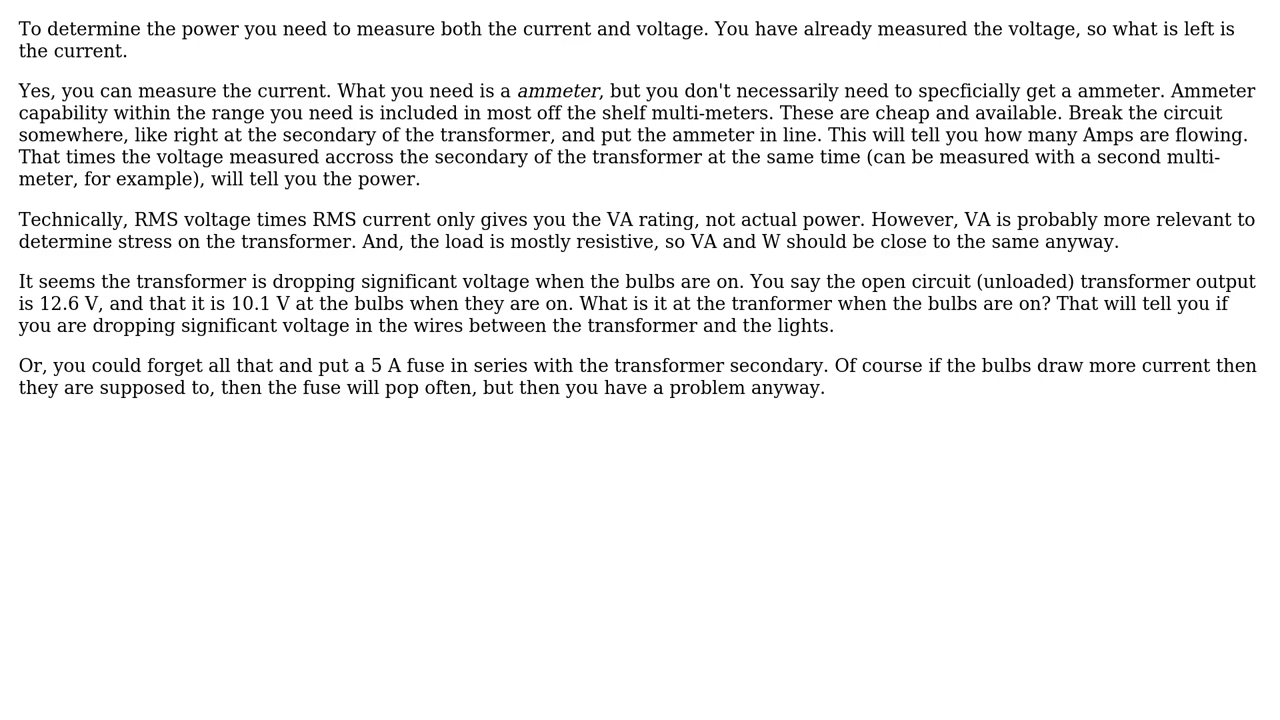 To determine the power you need to measure both the current and voltage. You have already measured the voltage, so what is left is
the current.
Yes, you can measure the current. What you need is a ammeter, but you don't necessarily need to specficially get a ammeter. Ammeter
capability within the range you need is included in most off the shelf multi-meters. These are cheap and available. Break the circuit
somewhere, like right at the secondary of the transformer, and put the ammeter in line. This will tell you how many Amps are flowing.
That times the voltage measured accross the secondary of the transformer at the same time (can be measured with a second multi-
meter, for example), will tell you the power.
Technically, RMS voltage times RMS current only gives you the VA rating, not actual power. However, VA is probably more relevant to
determine stress on the transformer. And, the load is mostly resistive, so VA and W should be close to the same anyway.
It seems the transformer is dropping significant voltage when the bulbs are on. You say the open circuit (unloaded) transformer output
is 12.6 V, and that it is 10.1 V at the bulbs when they are on. What is it at the tranformer when the bulbs are on? That will tell you if
you are dropping significant voltage in the wires between the transformer and the lights.
Or, you could forget all that and put a 5 A fuse in series with the transformer secondary. Of course if the bulbs draw more current then
they are supposed to, then the fuse will pop often, but then you have a problem anyway.